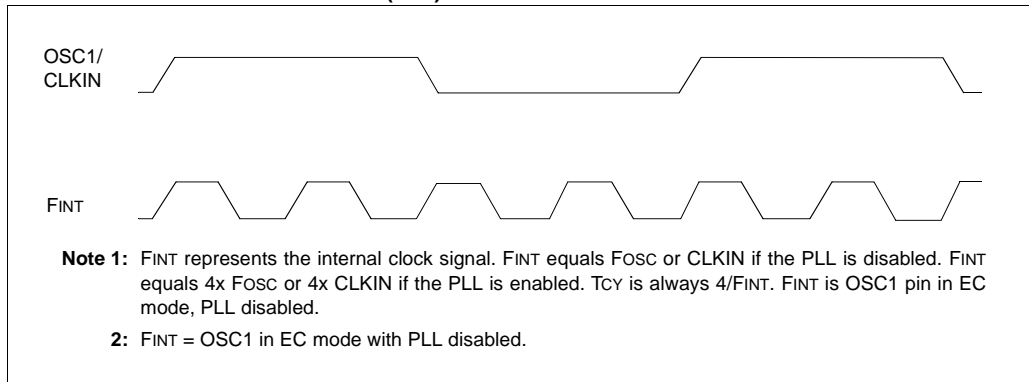 OSC1/
CLKIN
FINT
Note 1: FINT represents the internal clock signal. FINT equals FOSC or CLKIN if the PLL is disabled. FINT
equals 4x FOSC or 4x CLKIN if the PLL is enabled. TCY is always 4/FINT. FINT is OSC1 pin in EC
mode, PLL disabled.
2: FINT = OSC1 in EC mode with PLL disabled.